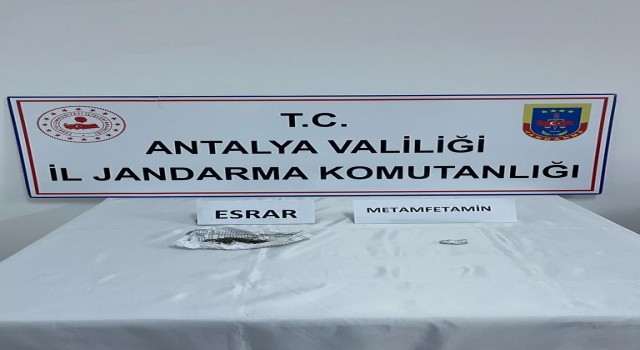 T.C.
ANTALYA VALİLİĞİ
İL JANDARMA KOMUTANLIĞI
ESRAR
METAMFETAMİN